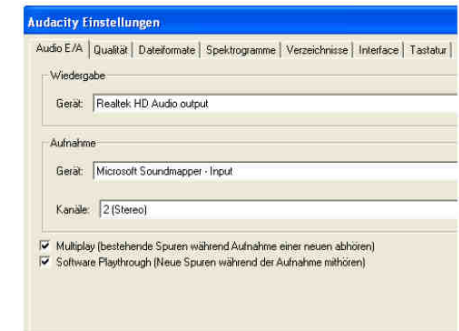 Audacity Einstellungen
Audio E/A Qualität Dateiformate Spektrogramme Verzeichnisse Interface Tastatur
Wiedergabe
Gerät: Realtek HD Audio output
Aufnahme
Gerät: Microsoft Soundmapper - Input
Kanäle: 2 (Stereo)
Multiplay (bestehende Spuren während Aufnahme einer neuen abhören)
Software Playthrough (Neue Spuren während der Aufnahme mithören)